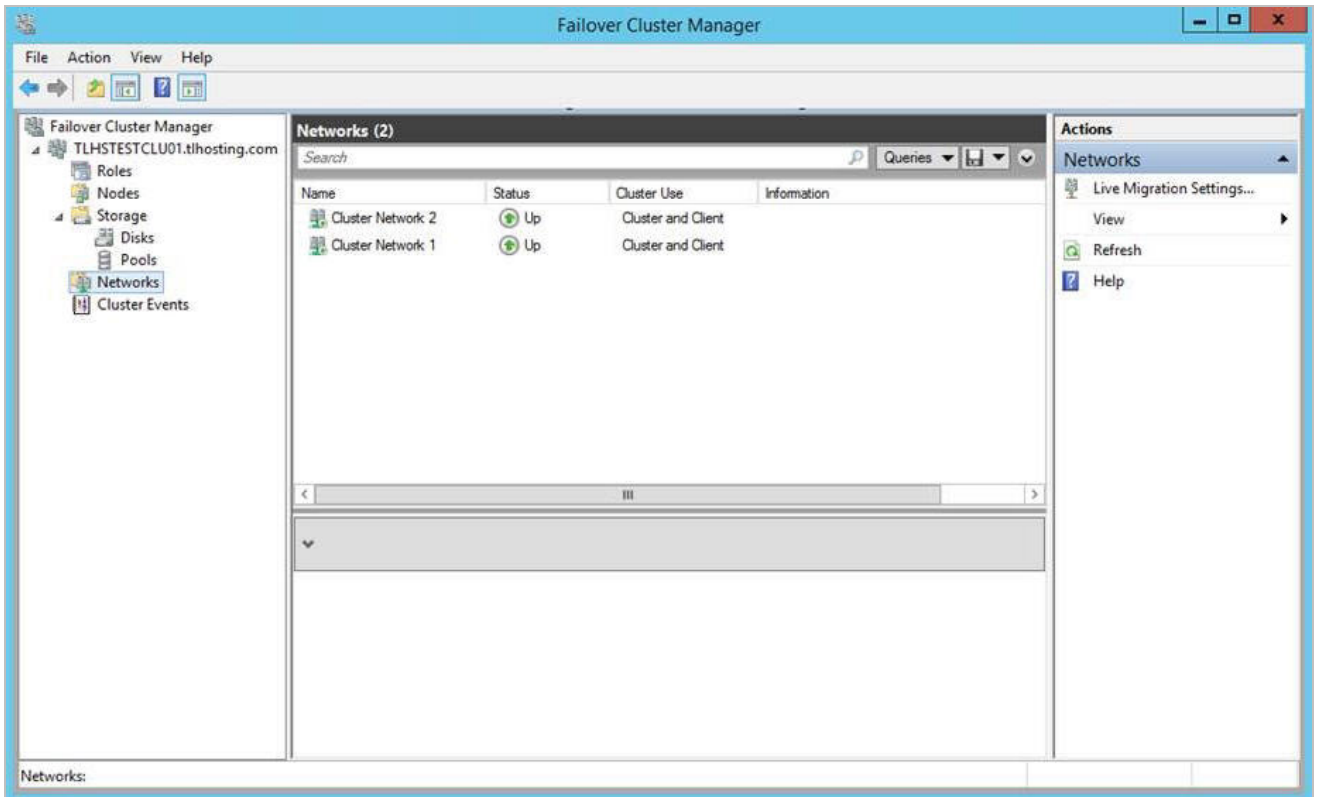 Failover Cluster Manager
File Action View Help
Failover Cluster Manager
TLHSTESTCLU01.tlhosting.com
Roles
Nodes
Storage
Disks
Pools
Networks
Cluster Events
Networks (2)
Search
Queries
Name Status Cluster Use Information
Cluster Network 2 Up Cluster and Client
Cluster Network 1 Up Cluster and Client
Actions
Networks
Live Migration Settings...
View
Refresh
Help
Networks: